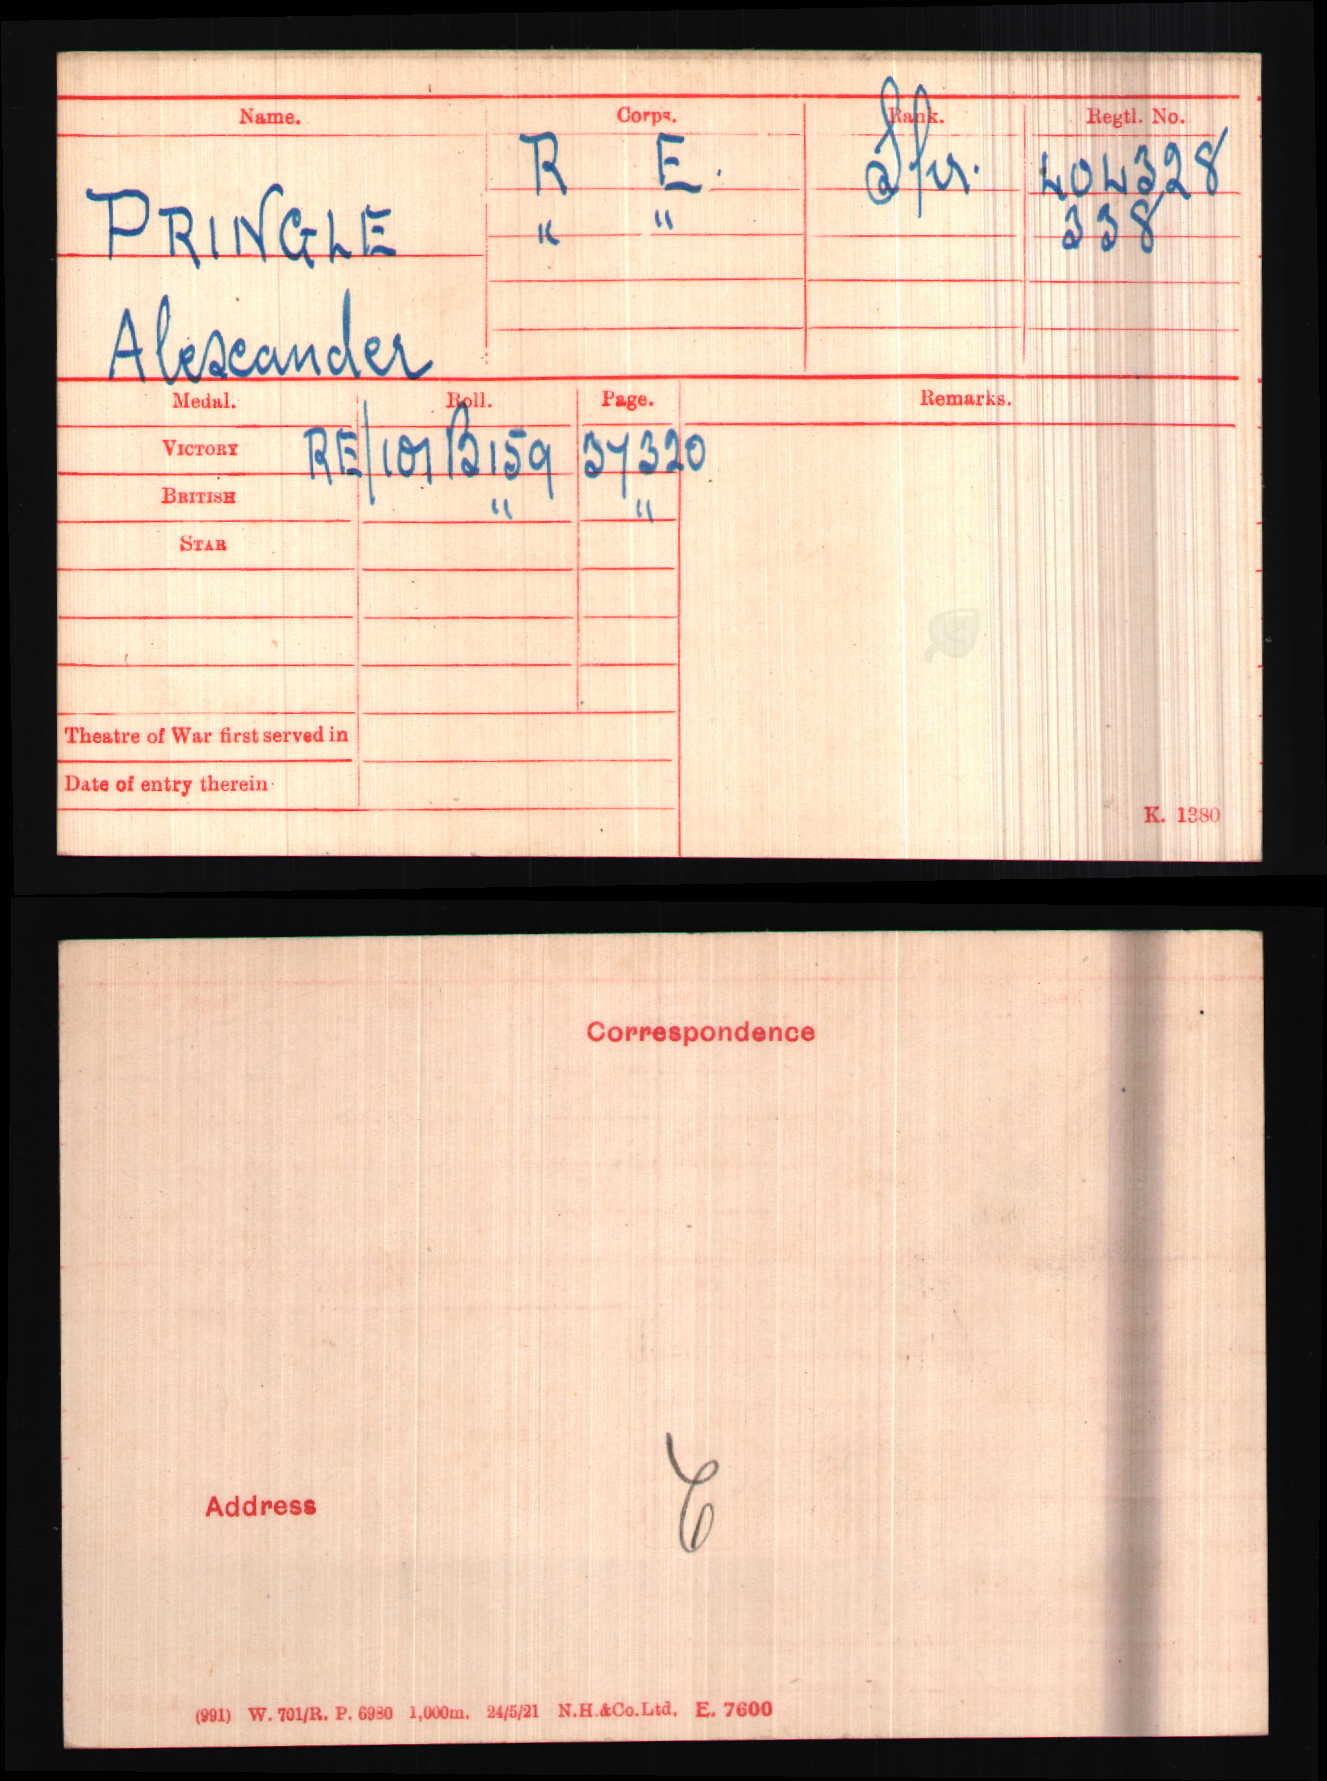 Name. Corps. Rank. Regtl. No.
R E. Spr. 404328
PRINGLE " " 338
Alexander
Medal. Roll. Page. Remarks.
VICTORY RE/101B159 37320
BRITISH " "
STAR
Theatre of War first served in
Date of entry therein
K. 1380
Correspondence
Address
(991) W. 701/R. P. 6980 1,000m. 24/5/21 N.H.&Co.Ltd. E. 7600